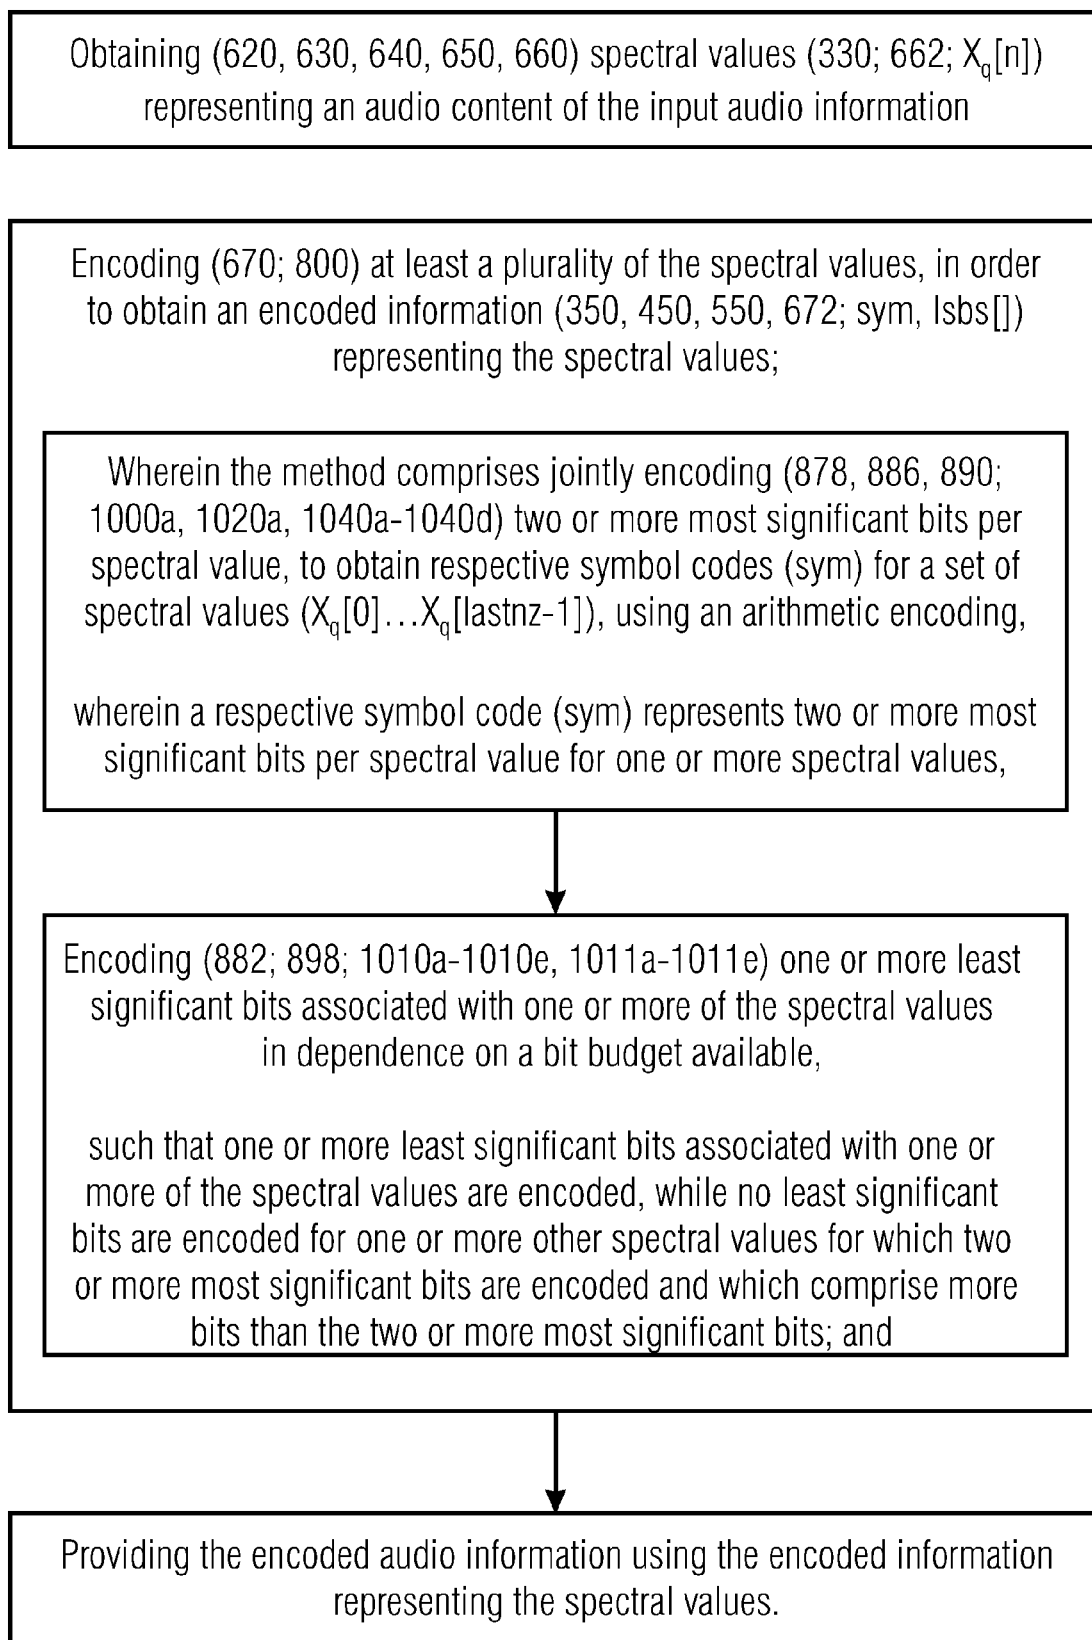 Obtaining (620, 630, 640, 650, 660) spectral values (330; 662; Xq[n])
representing an audio content of the input audio information
Encoding (670; 800) at least a plurality of the spectral values, in order
to obtain an encoded information (350, 450, 550, 672; sym, lsbs[])
representing the spectral values;
Wherein the method comprises jointly encoding (878, 886, 890;
1000a, 1020a, 1040a-1040d) two or more most significant bits per
spectral value, to obtain respective symbol codes (sym) for a set of
spectral values (Xq[0]...Xq[lastnz-1]), using an arithmetic encoding,
wherein a respective symbol code (sym) represents two or more most
significant bits per spectral value for one or more spectral values,
Encoding (882; 898; 1010a-1010e, 1011a-1011e) one or more least
significant bits associated with one or more of the spectral values
in dependence on a bit budget available,
such that one or more least significant bits associated with one or
more of the spectral values are encoded, while no least significant
bits are encoded for one or more other spectral values for which two
or more most significant bits are encoded and which comprise more
bits than the two or more most significant bits; and
Providing the encoded audio information using the encoded information
representing the spectral values.